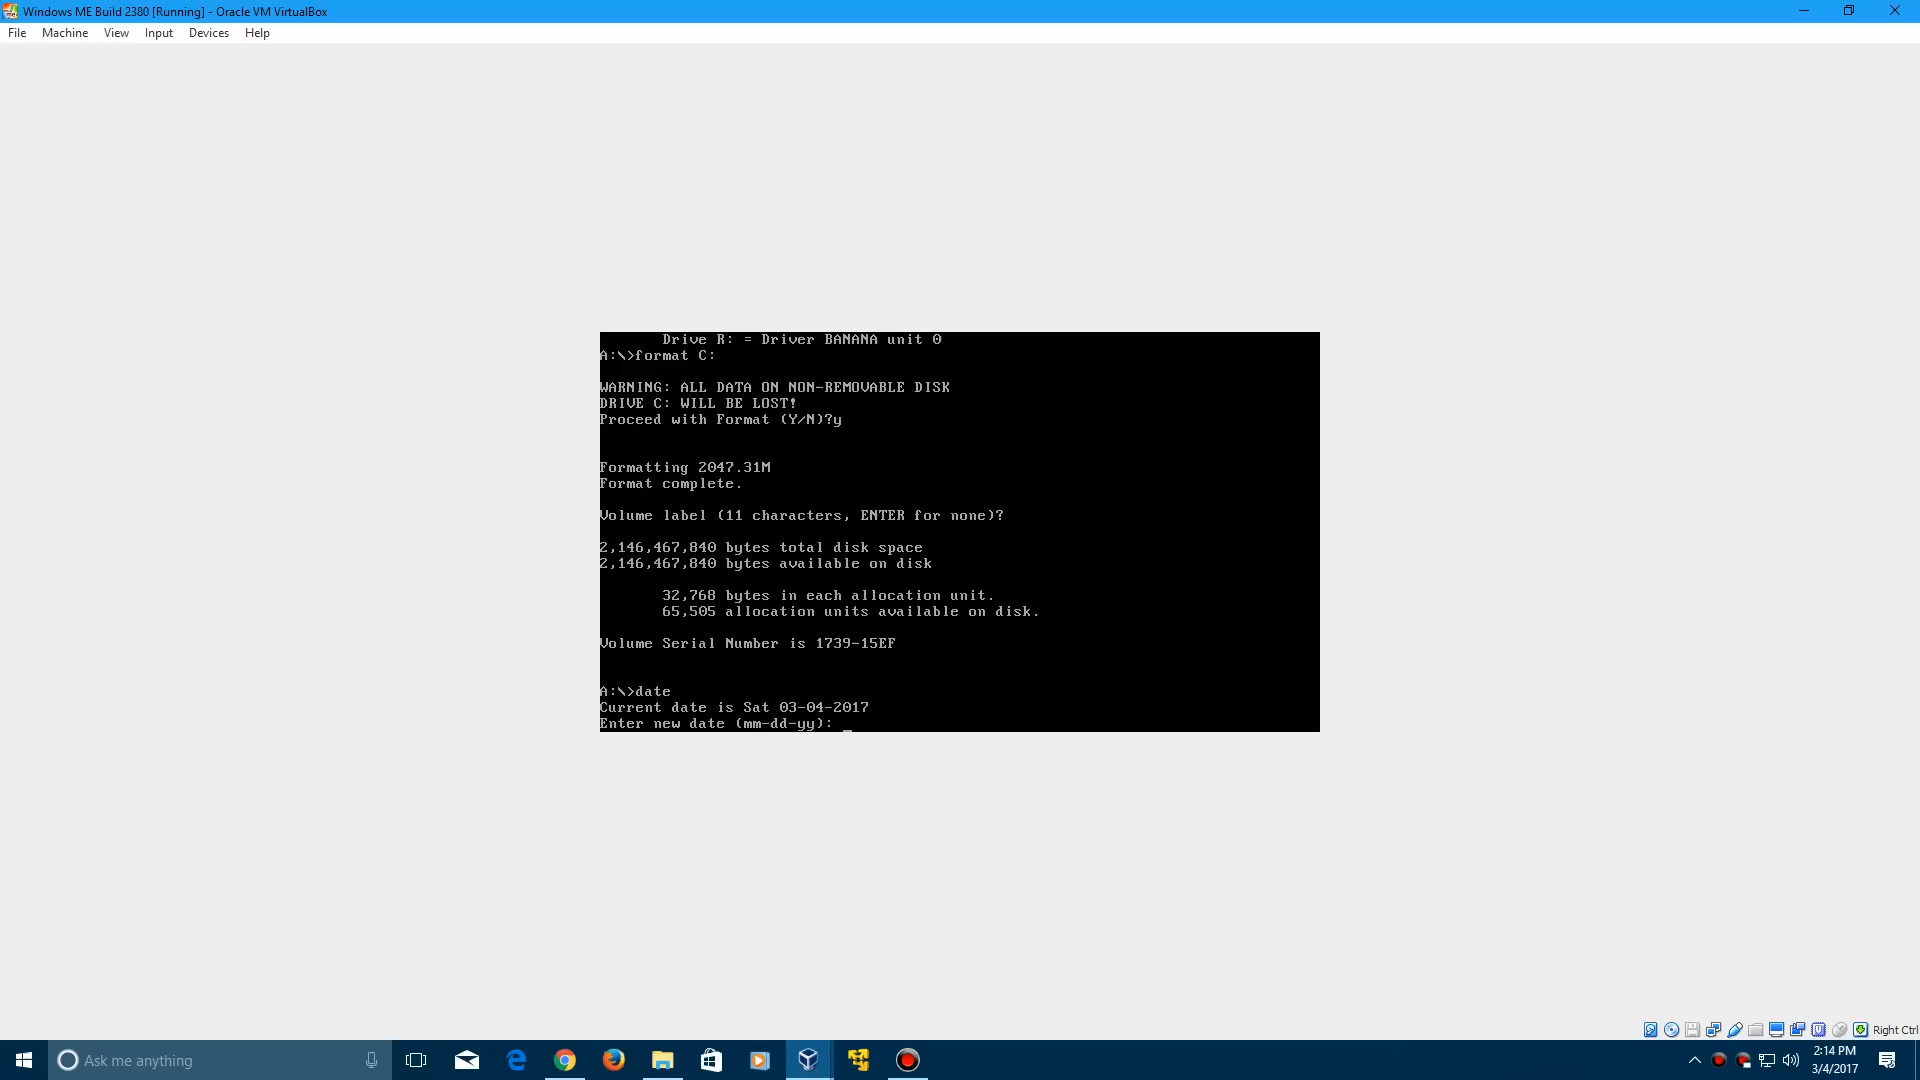 Windows ME Build 2380 [Running] - Oracle VM VirtualBox
File Machine View Input Devices Help
Drive R: = Driver BANANA unit 0
A:\>format C:
WARNING: ALL DATA ON NON-REMOVABLE DISK
DRIVE C: WILL BE LOST!
Proceed with Format (Y/N)?y
Formatting 2047.31M
Format complete.
Volume label (11 characters, ENTER for none)?
2,146,467,840 bytes total disk space
2,146,467,840 bytes available on disk
32,768 bytes in each allocation unit.
65,505 allocation units available on disk.
Volume Serial Number is 1739-15EF
A:\>date
Current date is Sat 03-04-2017
Enter new date (mm-dd-yy): _
Right Ctrl
Ask me anything
2:14 PM
3/4/2017